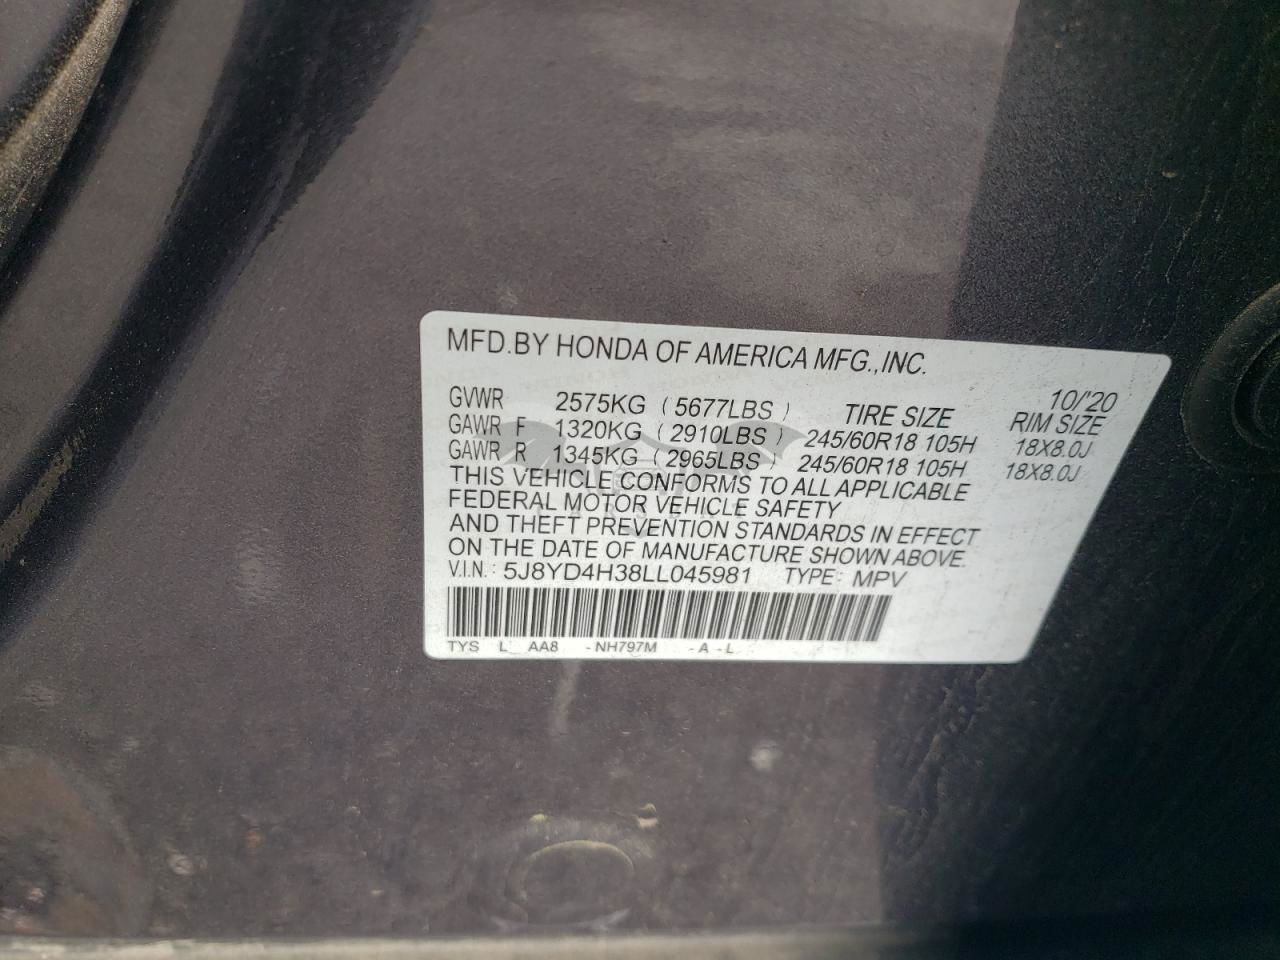 MFD.BY HONDA OF AMERICA MFG.,INC.
10/'20
GVWR 2575KG (5677LBS) TIRE SIZE RIM SIZE
GAWR F 1320KG (2910LBS) 245/60R18 105H 18X8.0J
GAWR R 1345KG (2965LBS) 245/60R18 105H 18X8.0J
THIS VEHICLE CONFORMS TO ALL APPLICABLE
FEDERAL MOTOR VEHICLE SAFETY
AND THEFT PREVENTION STANDARDS IN EFFECT
ON THE DATE OF MANUFACTURE SHOWN ABOVE.
V.I.N.: 5J8YD4H38LL045981 TYPE: MPV
TYS L AA8 -NH797M -A -L